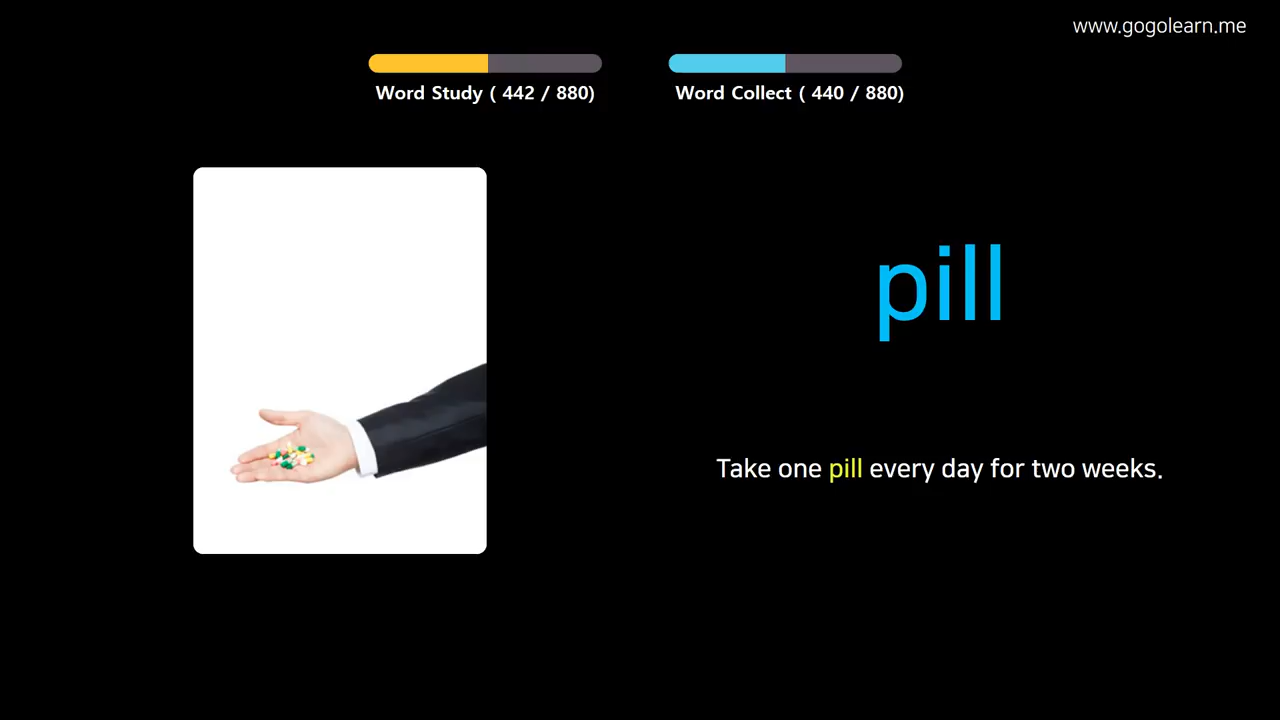 www.gogolearn.me
Word Study ( 442 / 880)
Word Collect ( 440 / 880)
pill
Take one pill every day for two weeks.